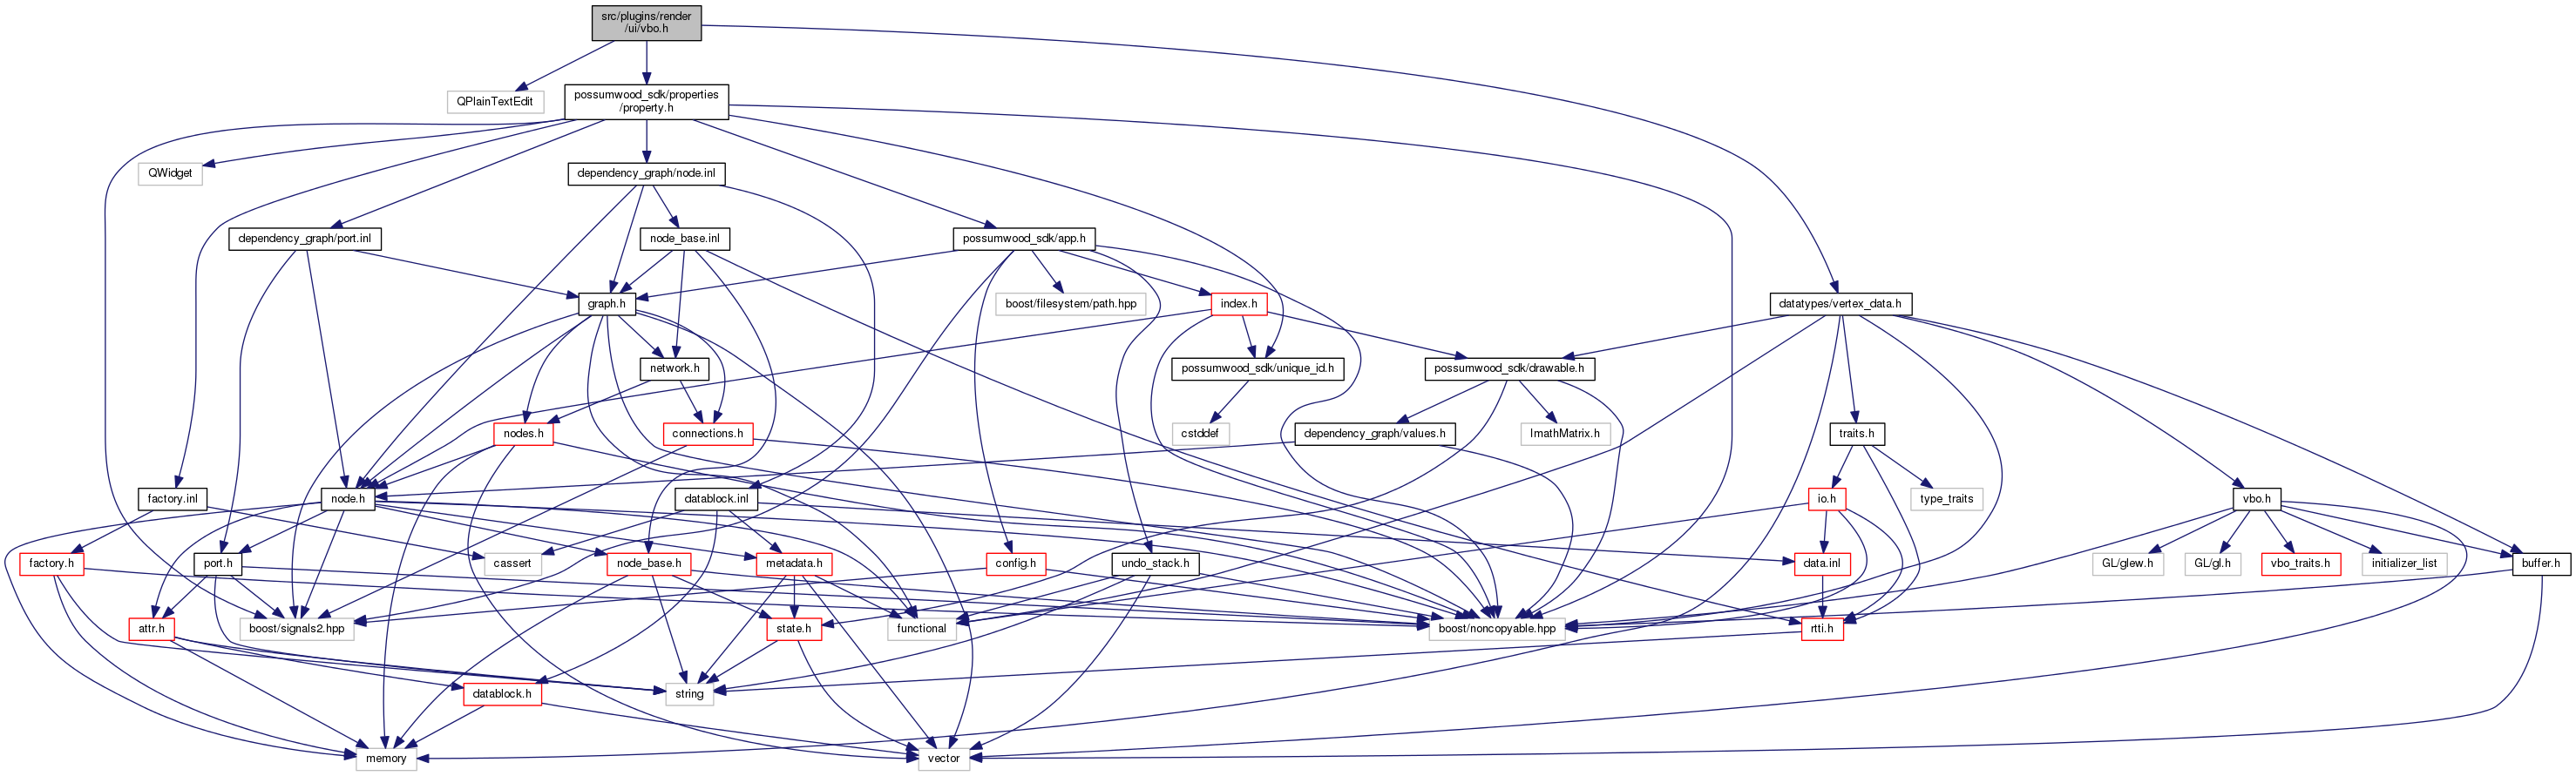 src/plugins/render
/ui/vbo.h
QPlainTextEdit
possumwood_sdk/properties
/property.h
QWidget
dependency_graph/node.inl
dependency_graph/port.inl
node_base.inl
possumwood_sdk/app.h
graph.h
boost/filesystem/path.hpp
index.h
datatypes/vertex_data.h
network.h
possumwood_sdk/unique_id.h
possumwood_sdk/drawable.h
nodes.h
connections.h
cstddef
dependency_graph/values.h
ImathMatrix.h
traits.h
factory.inl
node.h
datablock.inl
io.h
type_traits
vbo.h
factory.h
port.h
cassert
node_base.h
metadata.h
config.h
undo_stack.h
data.inl
GL/glew.h
GL/gl.h
vbo_traits.h
initializer_list
buffer.h
attr.h
boost/signals2.hpp
state.h
functional
boost/noncopyable.hpp
rtti.h
datablock.h
string
memory
vector